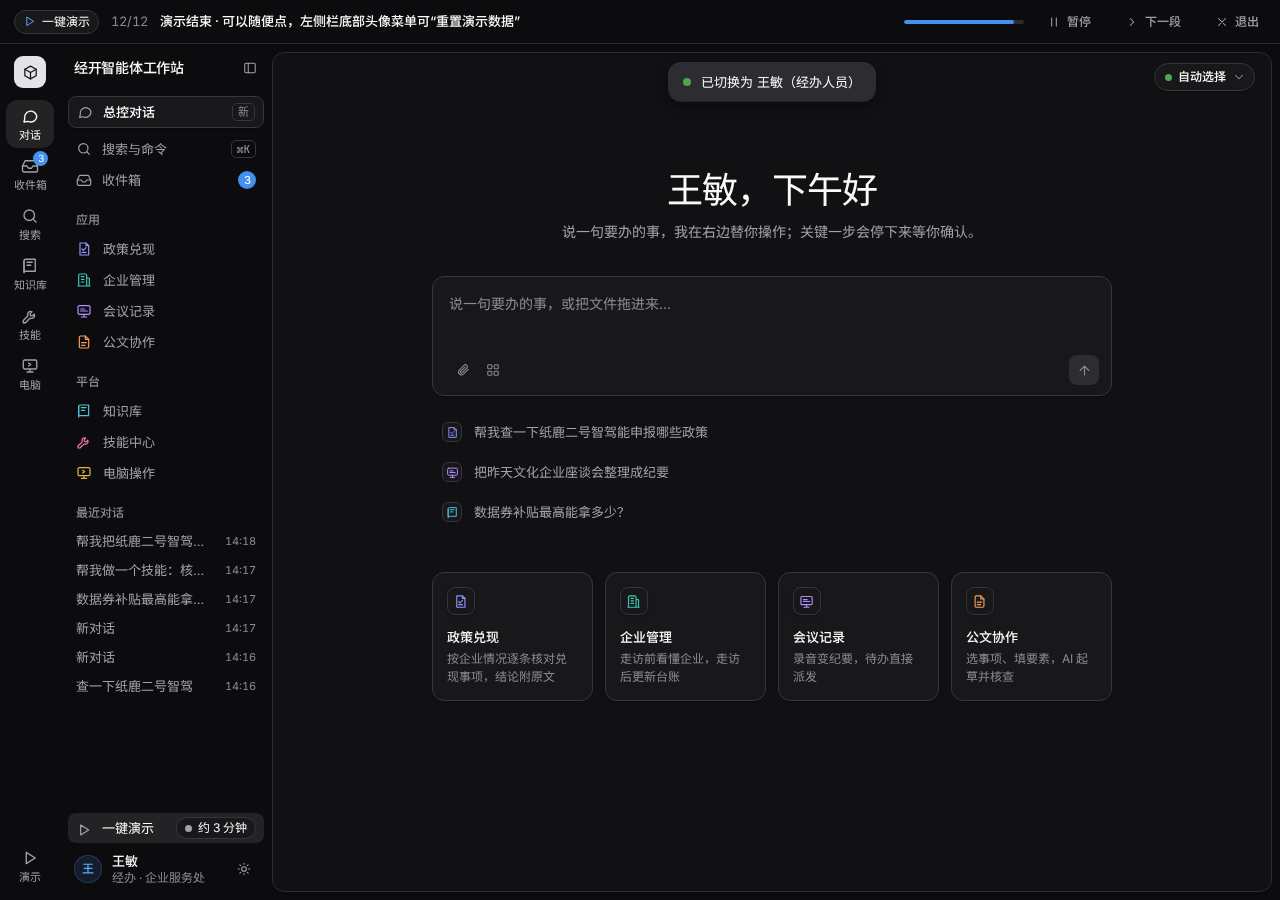 一键演示
12/12
演示结束 · 可以随便点，左侧栏底部头像菜单可“重置演示数据”
暂停
下一段
退出
对话
3
收件箱
搜索
知识库
技能
电脑
演示
经开智能体工作站
总控对话
新
搜索与命令
⌘K
收件箱
3
应用
政策兑现
企业管理
会议记录
公文协作
平台
知识库
技能中心
电脑操作
最近对话
帮我把纸鹿二号智驾... 14:18
帮我做一个技能：核... 14:17
数据券补贴最高能拿... 14:17
新对话 14:17
新对话 14:16
查一下纸鹿二号智驾 14:16
一键演示
约 3 分钟
王
王敏
经办 · 企业服务处
已切换为 王敏（经办人员）
自动选择
王敏，下午好
说一句要办的事，我在右边替你操作；关键一步会停下来等你确认。
说一句要办的事，或把文件拖进来...
帮我查一下纸鹿二号智驾能申报哪些政策
把昨天文化企业座谈会整理成纪要
数据券补贴最高能拿多少？
政策兑现
按企业情况逐条核对兑
现事项，结论附原文
企业管理
走访前看懂企业，走访
后更新台账
会议记录
录音变纪要，待办直接
派发
公文协作
选事项、填要素，AI 起
草并核查